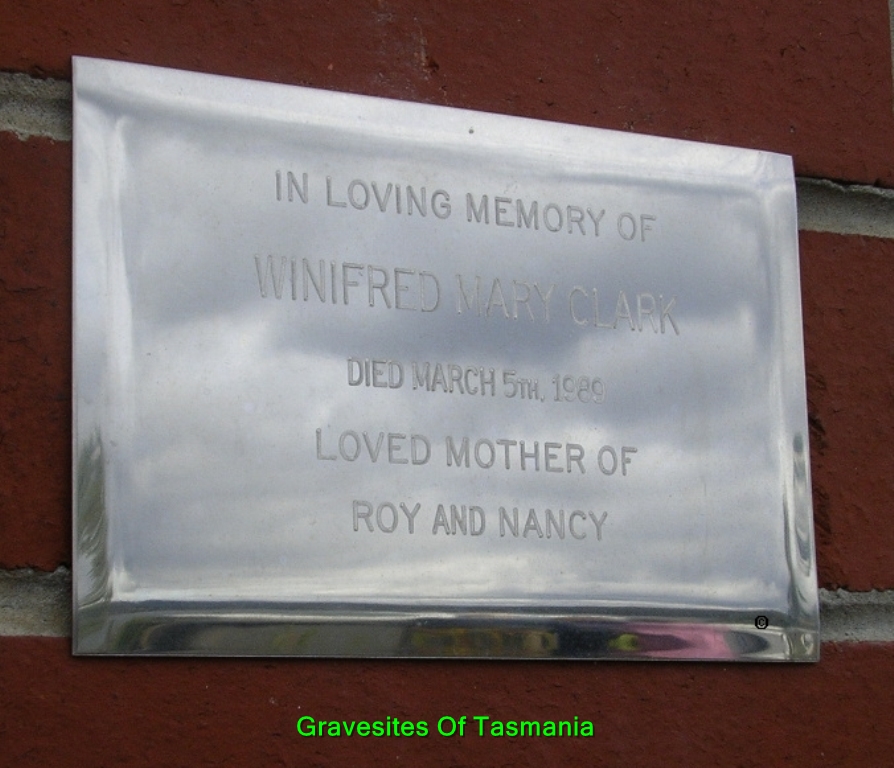 IN LOVING MEMORY OF
WINIFRED MARY CLARK
DIED MARCH 5TH, 1989
LOVED MOTHER OF
ROY AND NANCY
©
Gravesites Of Tasmania